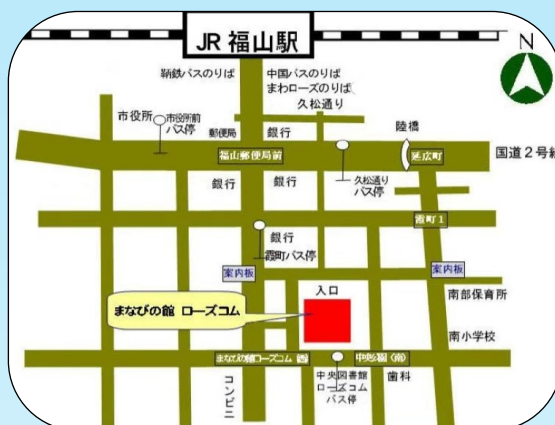 JR 福山駅
N
鞆鉄バスのりば
中国バスのりば
まわローズのりば
久松通り
市役所
市役所前
バス停
郵便局
銀行
陸橋
福山郵便局前
延広町
国道2号線
銀行
銀行
久松通り
バス停
霞町1
銀行
霞町バス停
案内板
案内板
入口
南部保育所
まなびの館 ローズコム
南小学校
まなびの館ローズコム(西)
中央公園(南)
コンビニ
中央図書館
ローズコム
バス停
歯科